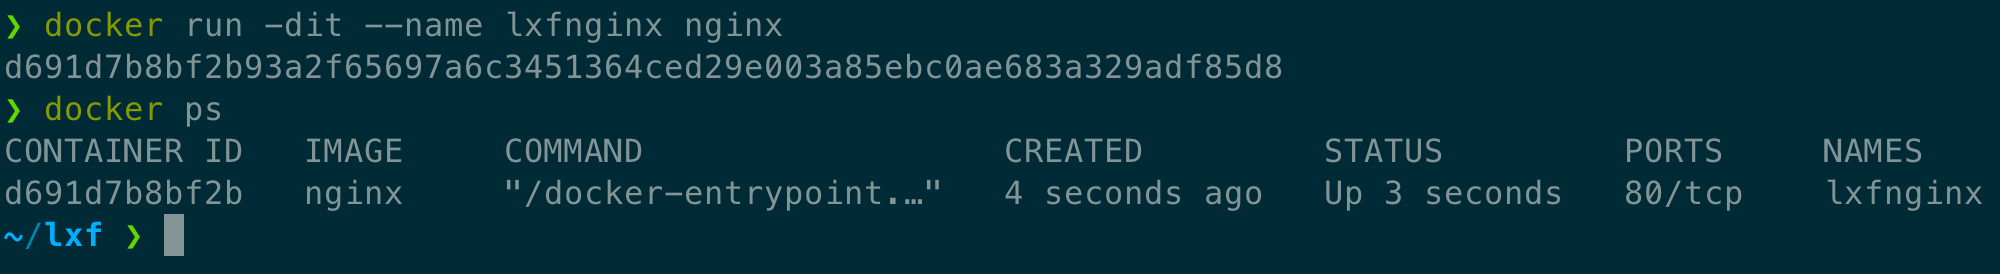 ❯ docker run -dit --name lxfnginx nginx
d691d7b8bf2b93a2f65697a6c3451364ced29e003a85ebc0ae683a329adf85d8
❯ docker ps
CONTAINER ID   IMAGE     COMMAND                  CREATED         STATUS         PORTS     NAMES
d691d7b8bf2b   nginx     "/docker-entrypoint.…"   4 seconds ago   Up 3 seconds   80/tcp    lxfnginx
~/lxf ❯